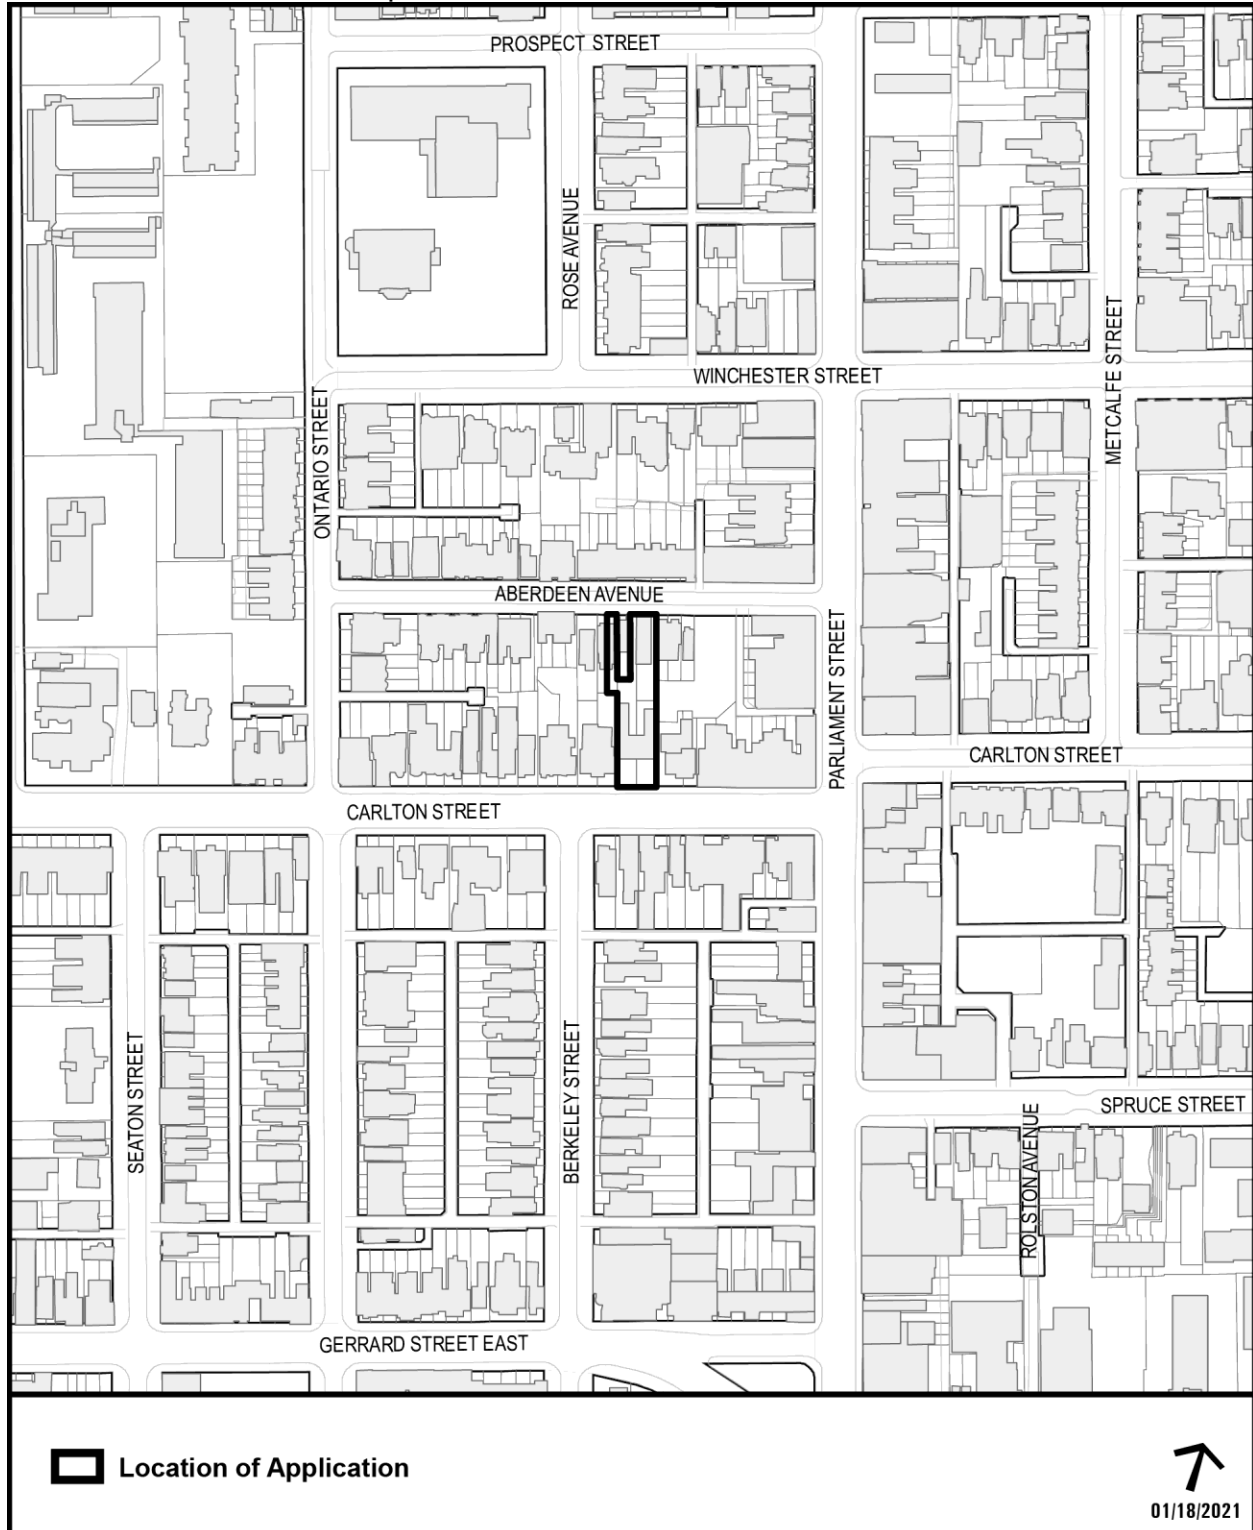 PROSPECT STREET
ROSE AVENUE
WINCHESTER STREET
METCALFE STREET
ONTARIO STREET
ABERDEEN AVENUE
PARLIAMENT STREET
CARLTON STREET
CARLTON STREET
SEATON STREET
BERKELEY STREET
SPRUCE STREET
ROLSTON AVENUE
GERRARD STREET EAST
Location of Application
01/18/2021